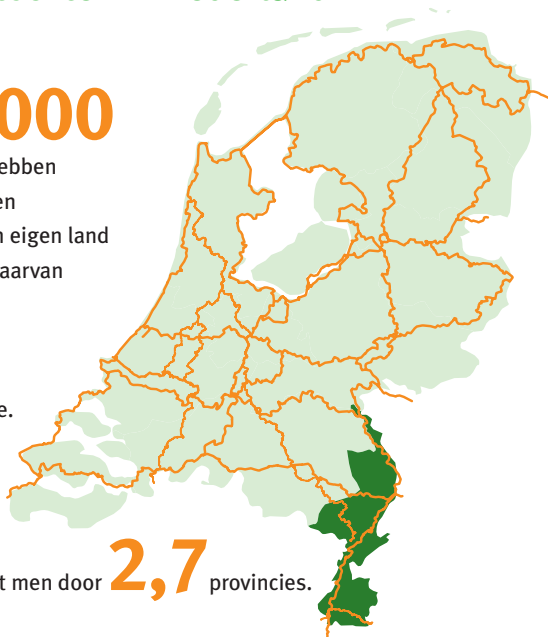 000
ebben
en
n eigen land
aarvan
e.
t men door 2,7 provincies.